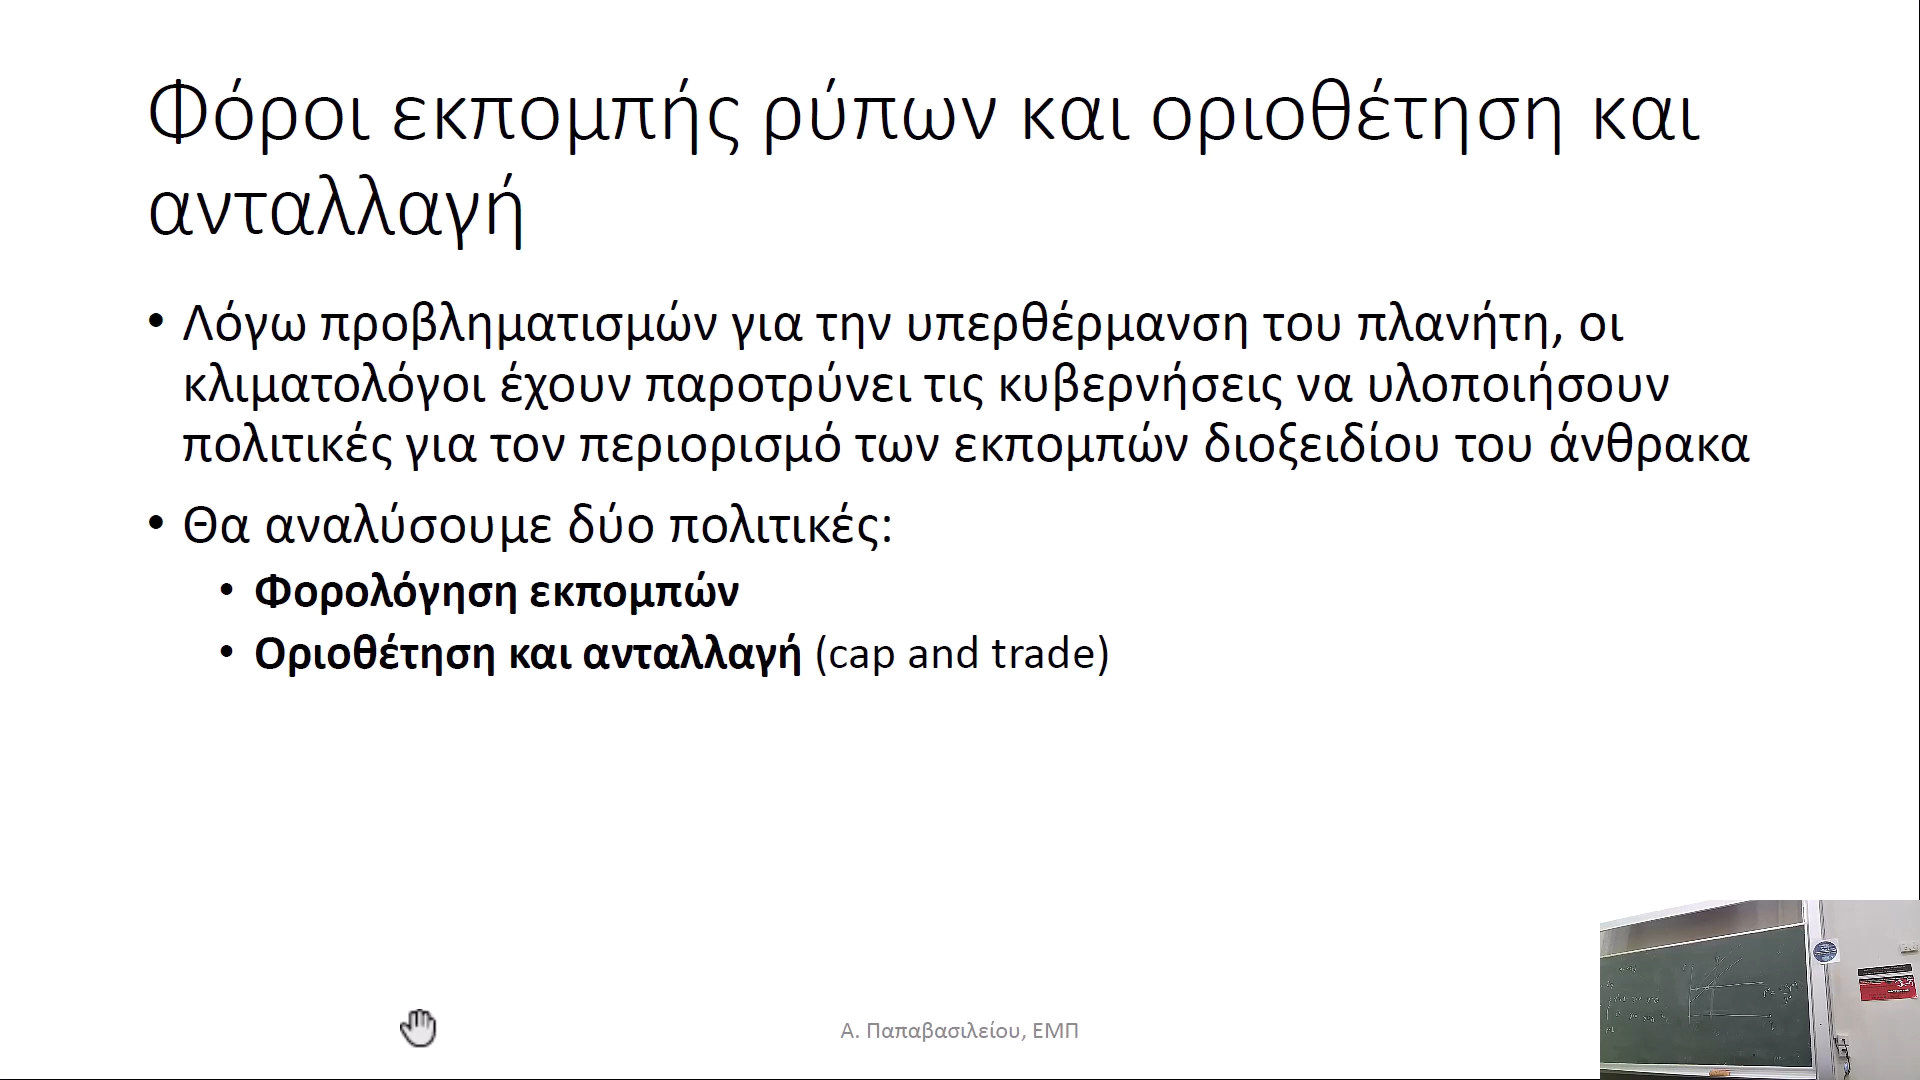 Φόροι εκπομπής ρύπων και οριοθέτηση και
ανταλλαγή
• Λόγω προβληματισμών για την υπερθέρμανση του πλανήτη, οι
κλιματολόγοι έχουν παροτρύνει τις κυβερνήσεις να υλοποιήσουν
πολιτικές για τον περιορισμό των εκπομπών διοξειδίου του άνθρακα
• Θα αναλύσουμε δύο πολιτικές:
• Φορολόγηση εκπομπών
• Οριοθέτηση και ανταλλαγή (cap and trade)
Α. Παπαβασιλείου, ΕΜΠ